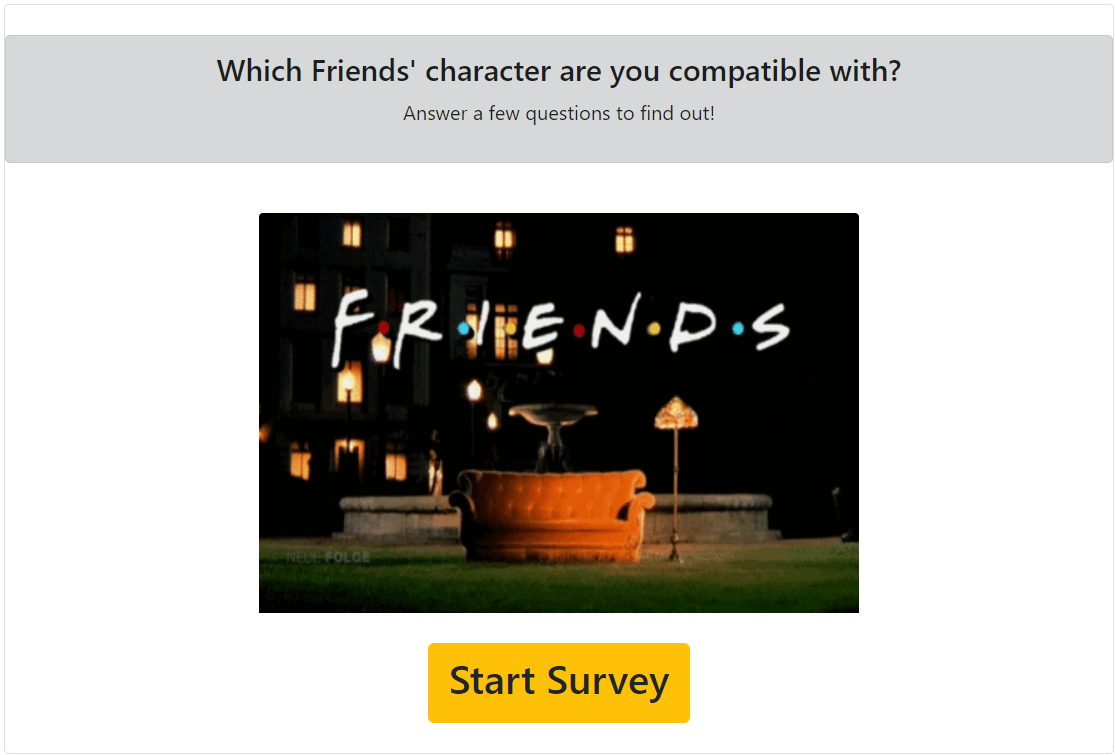 Which Friends' character are you compatible with?
Answer a few questions to find out!
F•R•I•E•N•D•S
NEUE FOLGE
Start Survey